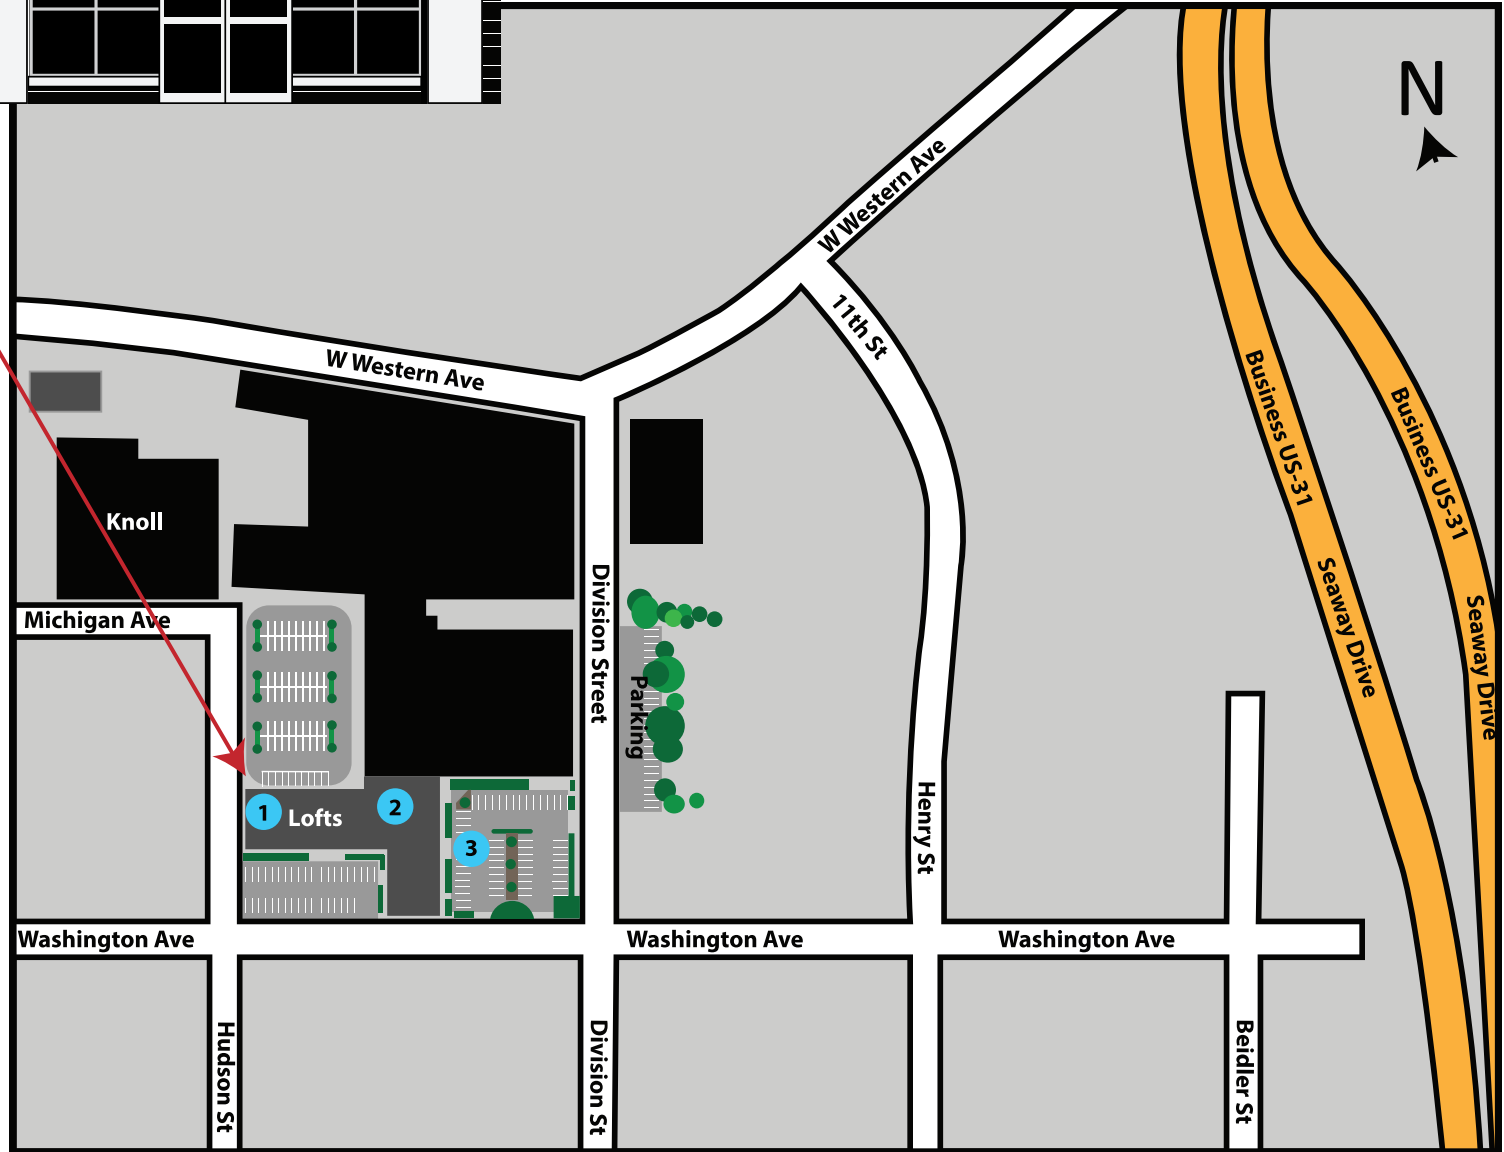 N
W Western Ave
11th St
W Western Ave
Business US-31
Business US-31
Knoll
Division Street
Seaway Drive
Seaway Drive
Michigan Ave
Parking
1
Lofts
2
3
Henry St
Washington Ave
Washington Ave
Washington Ave
Hudson St
Division St
Beidler St